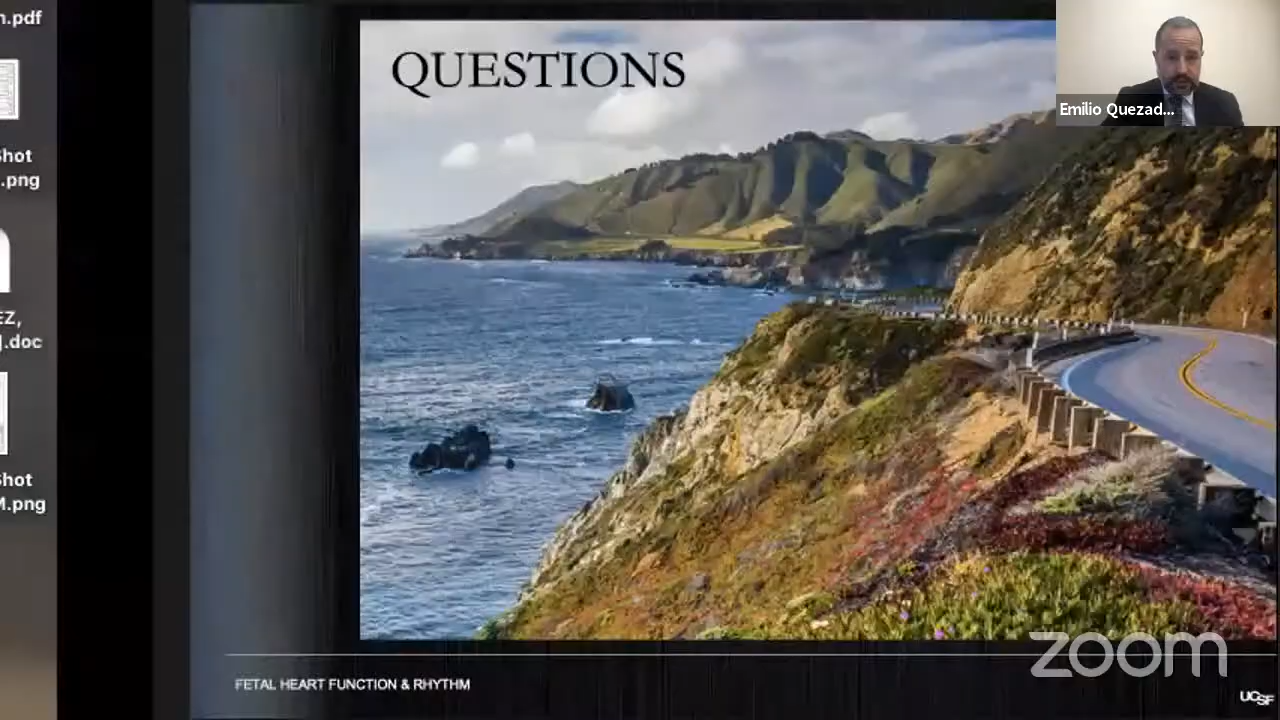 n.pdf
Shot
.png
EZ,
].doc
Shot
M.png
QUESTIONS
Emilio Quezad...
zoom
FETAL HEART FUNCTION & RHYTHM
UCSF